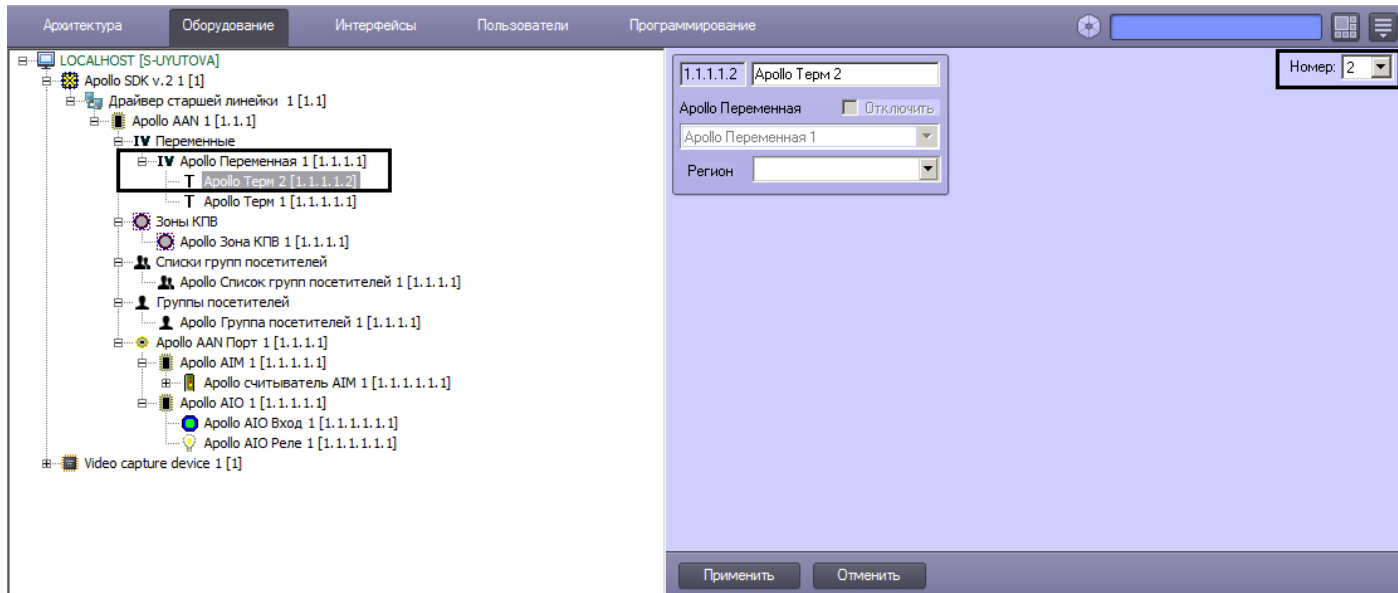 Архитектура Оборудование Интерфейсы Пользователи Программирование
LOCALHOST [S-UYUTOVA]
Apollo SDK v.2 1 [1]
Драйвер старшей линейки 1 [1.1]
Apollo AAN 1 [1.1.1]
IV Переменные
IV Apollo Переменная 1 [1.1.1.1]
T Apollo Терм 2 [1.1.1.1.2]
T Apollo Терм 1 [1.1.1.1.1]
Зоны КПВ
Apollo Зона КПВ 1 [1.1.1.1]
Списки групп посетителей
Apollo Список групп посетителей 1 [1.1.1.1]
Группы посетителей
Apollo Группа посетителей 1 [1.1.1.1]
Apollo AAN Порт 1 [1.1.1.1]
Apollo AIM 1 [1.1.1.1.1]
Apollo считыватель AIM 1 [1.1.1.1.1.1]
Apollo AIO 1 [1.1.1.1.1]
Apollo AIO Вход 1 [1.1.1.1.1.1]
Apollo AIO Реле 1 [1.1.1.1.1.1]
Video capture device 1 [1]
1.1.1.1.2 Apollo Терм 2
Apollo Переменная Отключить
Apollo Переменная 1
Регион
Номер: 2
Применить Отменить